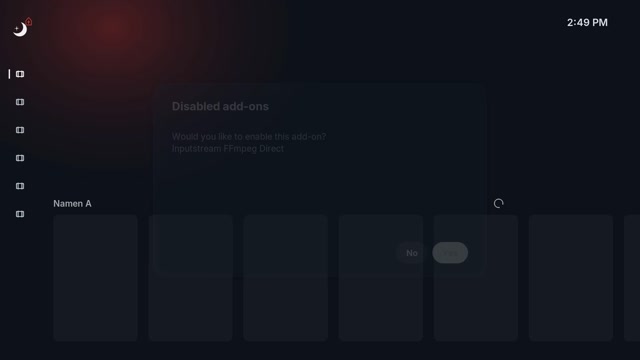 2:49 PM
Disabled add-ons
Would you like to enable this add-on?
Inputstream FFmpeg Direct
Namen A
No
Yes